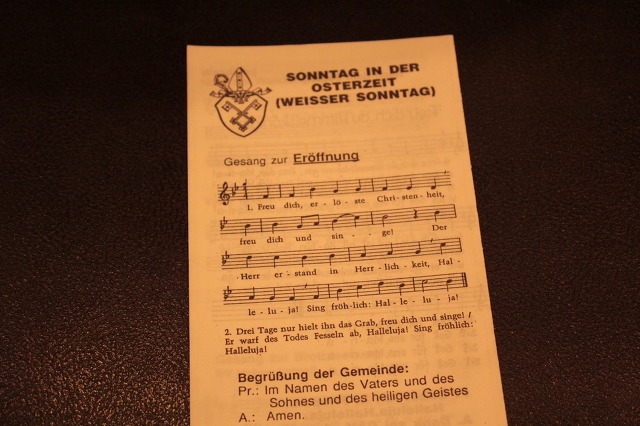 SONNTAG IN DER
OSTERZEIT
(WEISSER SONNTAG)
Gesang zur Eröffnung
1. Freu dich, er - lö - ste Chri - sten - heit,
freu dich und sin - - ge! Der
Herr er - stand in Herr - lich - keit, Hal -
le - lu - ja! Sing fröh - lich: Hal - le - lu - ja!
2. Drei Tage nur hielt ihn das Grab, freu dich und singe! /
Er warf des Todes Fesseln ab, Halleluja! Sing fröhlich:
Halleluja!
Begrüßung der Gemeinde:
Pr.: Im Namen des Vaters und des
Sohnes und des heiligen Geistes
A.: Amen.